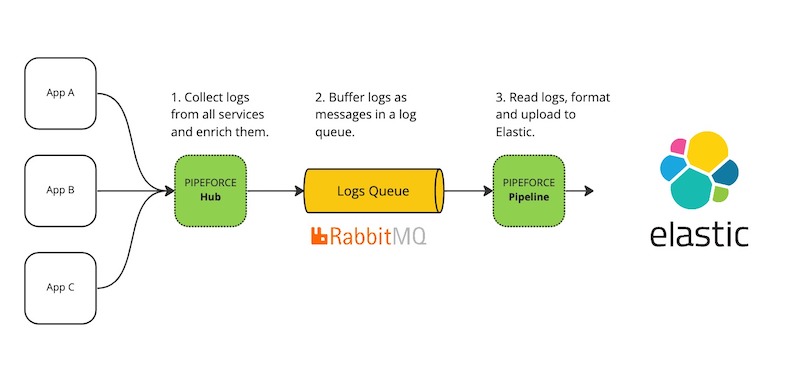 App A
App B
App C
1. Collect logs
from all services
and enrich them.
PIPEFORCE
Hub
2. Buffer logs as
messages in a log
queue.
Logs Queue
RabbitMQ
3. Read logs, format
and upload to
Elastic.
PIPEFORCE
Pipeline
elastic